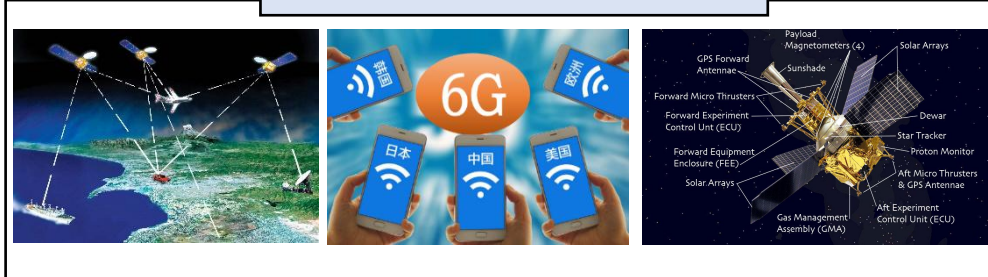 韩国
6G
欧洲
日本
中国
美国
Payload
Magnetometers (4)
Solar Arrays
GPS Forward
Antennae
Sunshade
Forward Micro Thrusters
Forward Experiment
Control Unt (ECU)
Dewar
Star Tracker
Proton Monitor
Forward Equipment
Enclosure (FEE)
Aft Micro Thrusters
& GPS Antennae
Solar Arrays
Aft Experiment
Control Unit (ECU)
Gas Management
Assembly (GMA)